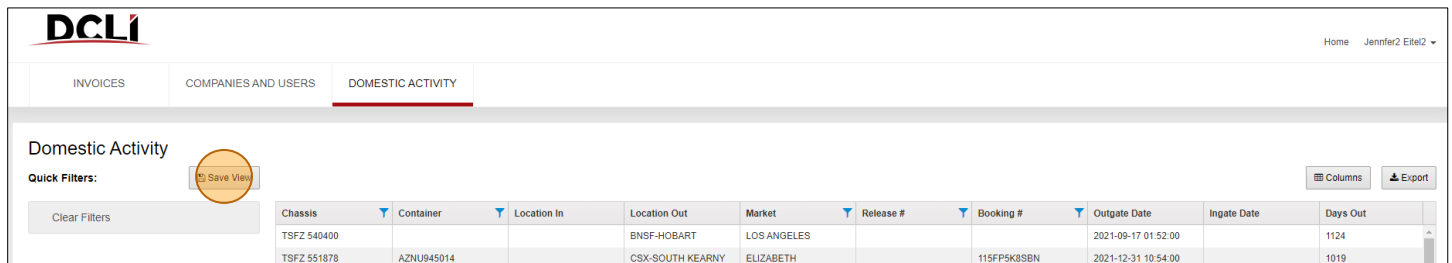 DCLi
Home Jennfer2 Eitel2
INVOICES COMPANIES AND USERS DOMESTIC ACTIVITY
Domestic Activity
Quick Filters: Save View Columns Export
Clear Filters
Chassis Container Location In Location Out Market Release # Booking # Outgate Date Ingate Date Days Out
TSFZ 540400 BNSF-HOBART LOS ANGELES 2021-09-17 01:52:00 1124
TSFZ 551878 AZNU945014 CSX-SOUTH KEARNY ELIZABETH 115FP5K8SBN 2021-12-31 10:54:00 1019